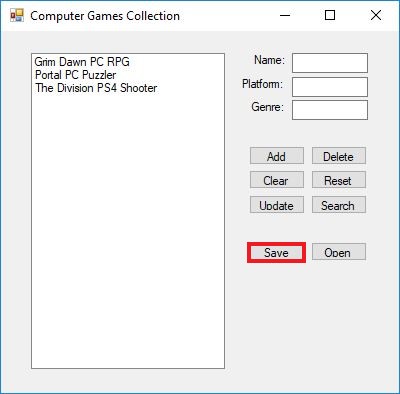 Computer Games Collection
Grim Dawn PC RPG
Portal PC Puzzler
The Division PS4 Shooter
Name:
Platform:
Genre:
Add Delete
Clear Reset
Update Search
Save Open